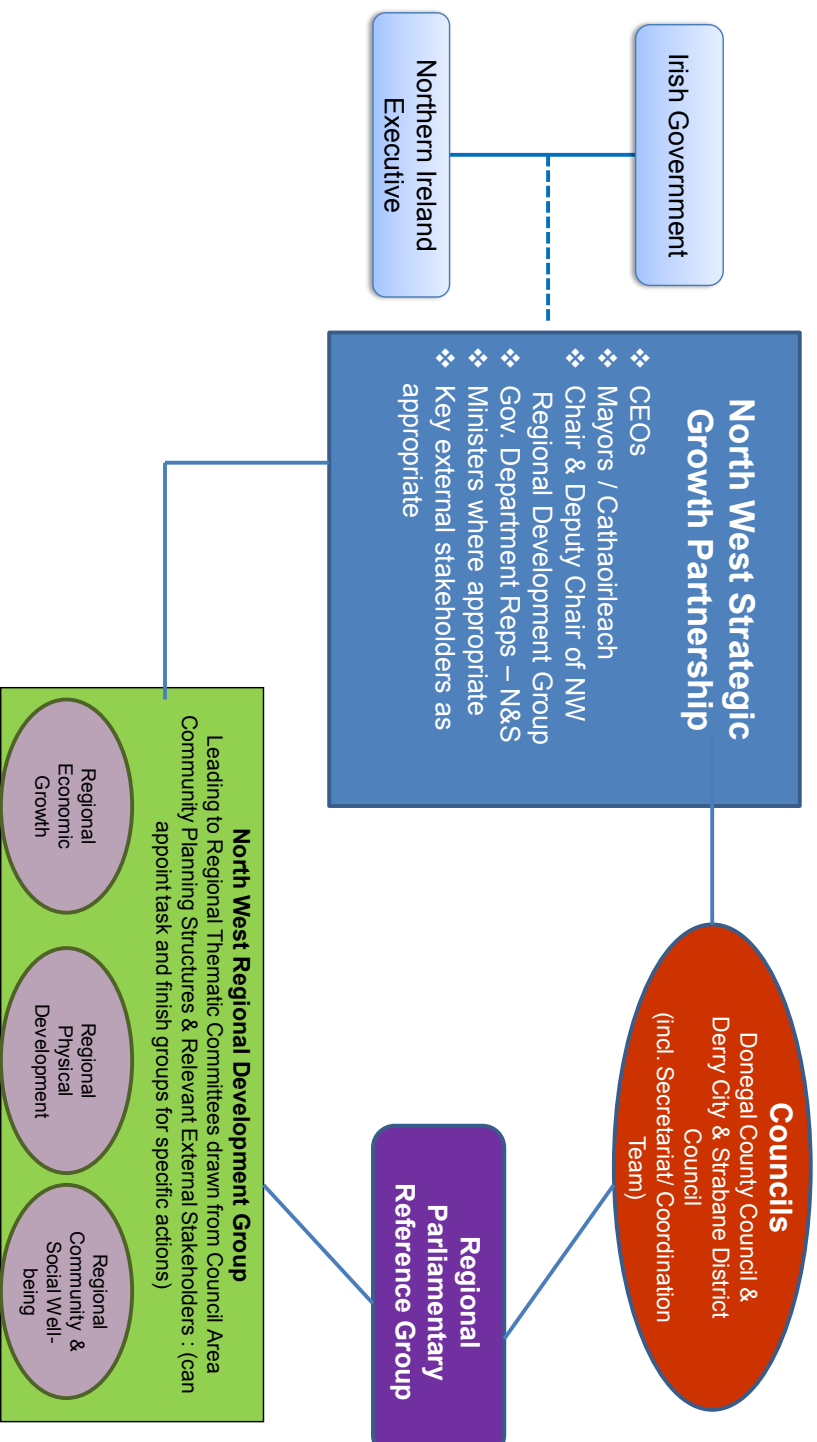 Irish Government
Northern Ireland
Executive
North West Strategic
Growth Partnership
❖ CEOs
❖ Mayors / Cathaoirleach
❖ Chair & Deputy Chair of NW
Regional Development Group
❖ Gov. Department Reps – N&S
❖ Ministers where appropriate
❖ Key external stakeholders as
appropriate
Councils
Donegal County Council &
Derry City & Strabane District
Council
(incl. Secretariat/ Coordination
Team)
Regional
Parliamentary
Reference Group
North West Regional Development Group
Leading to Regional Thematic Committees drawn from Council Area
Community Planning Structures & Relevant External Stakeholders : (can
appoint task and finish groups for specific actions)
Regional
Economic
Growth
Regional
Physical
Development
Regional
Community &
Social Well-
being